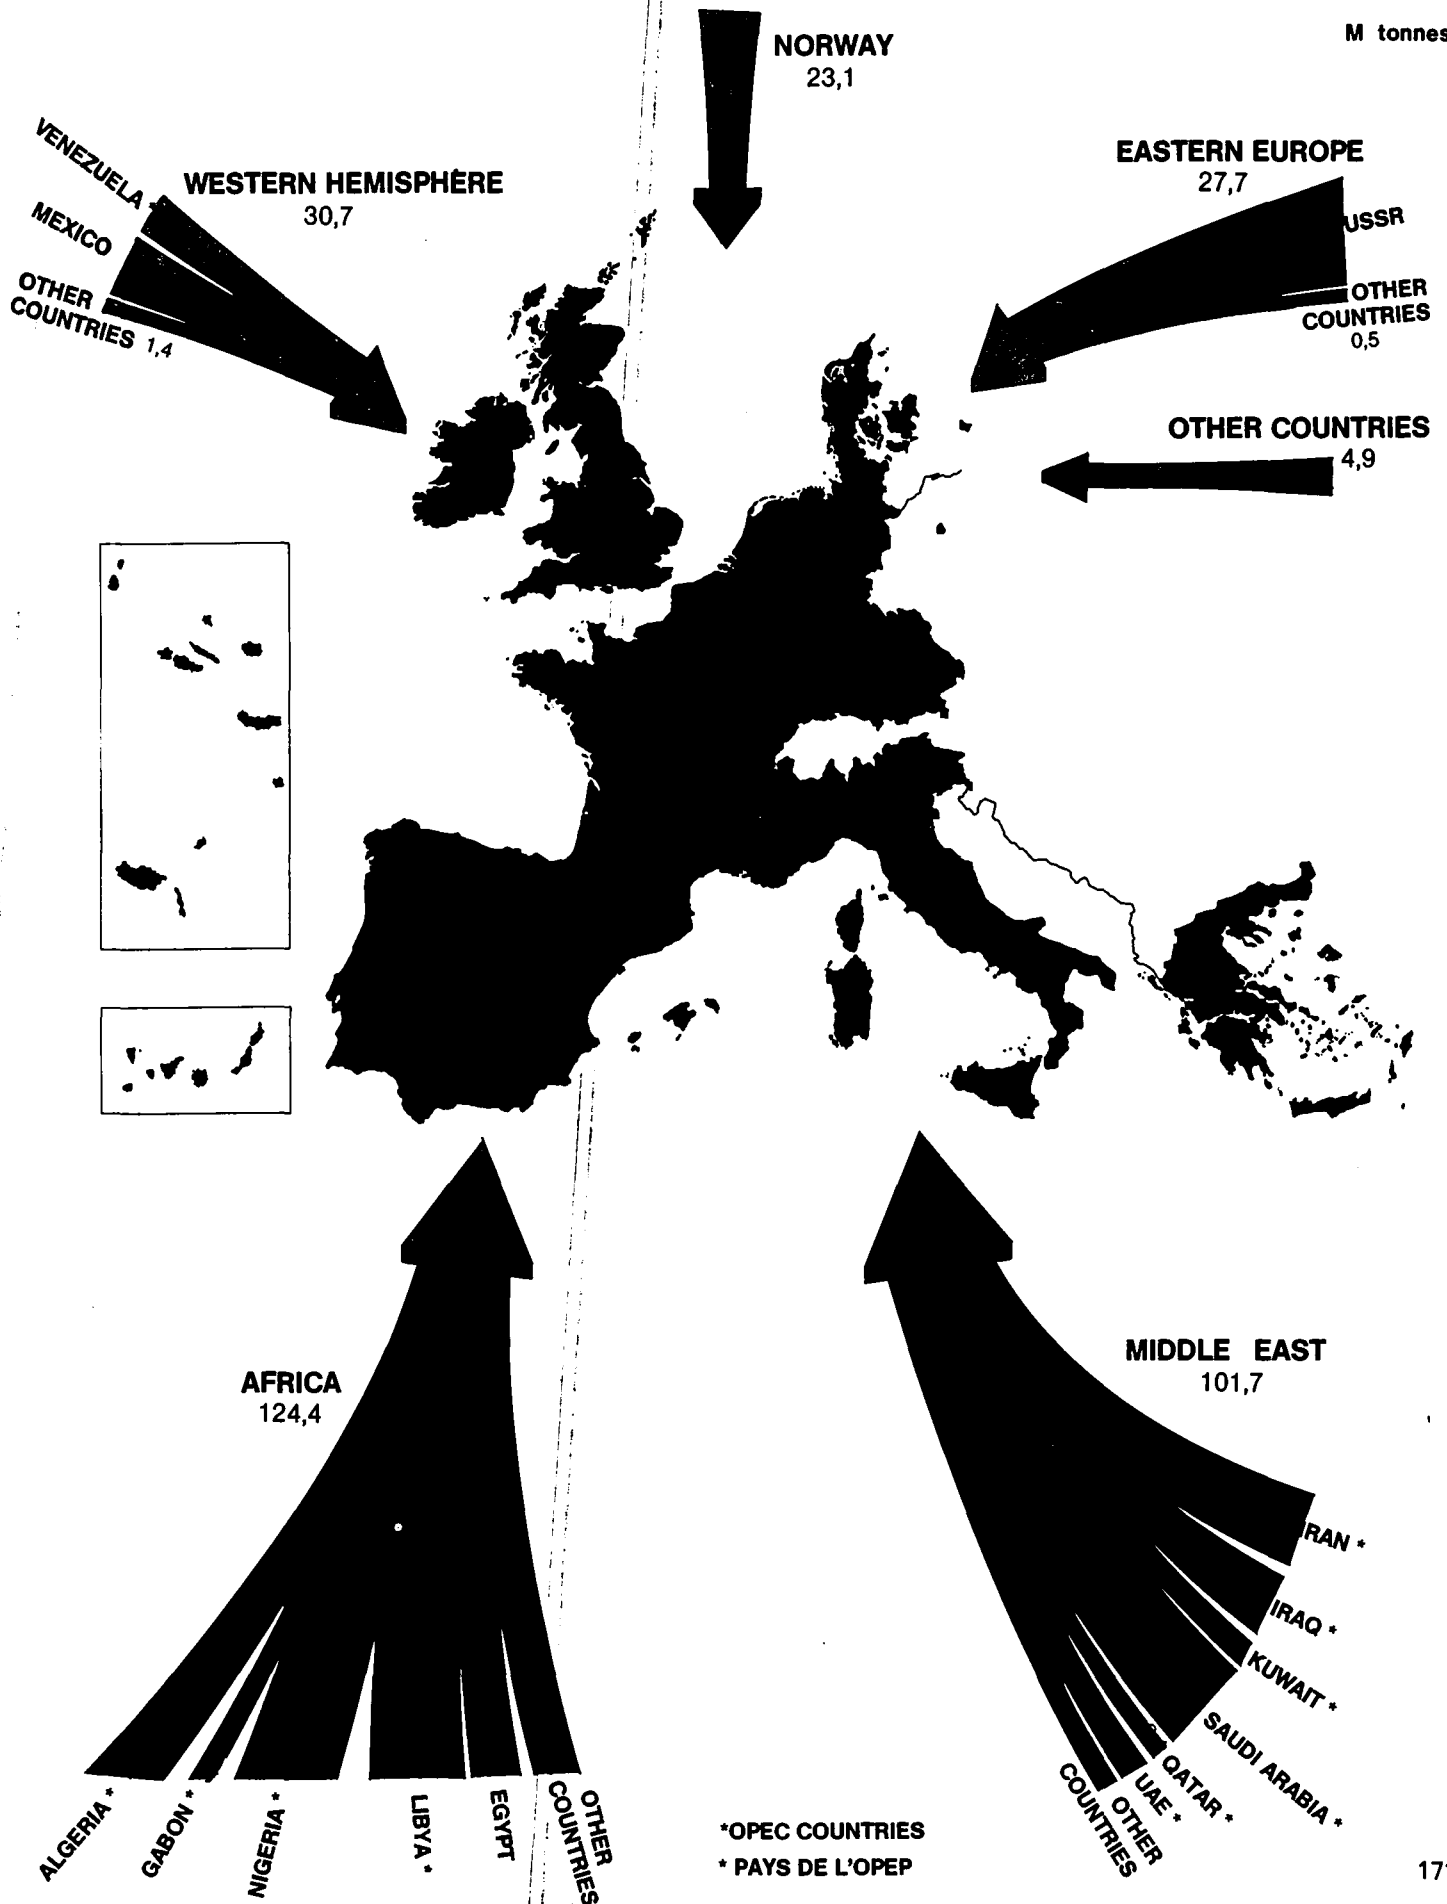 M tonnes
NORWAY
23,1
EASTERN EUROPE
27,7
USSR
OTHER
COUNTRIES
0,5
VENEZUELA *
WESTERN HEMISPHÈRE
30,7
MEXICO
OTHER
COUNTRIES 1,4
OTHER COUNTRIES
4,9
AFRICA
124,4
MIDDLE EAST
101,7
IRAN *
IRAQ *
KUWAIT *
SAUDI ARABIA *
QATAR *
UAE *
OTHER
COUNTRIES
ALGERIA *
GABON *
NIGERIA *
LIBYA *
EGYPT
OTHER
COUNTRIES
*OPEC COUNTRIES
* PAYS DE L'OPEP